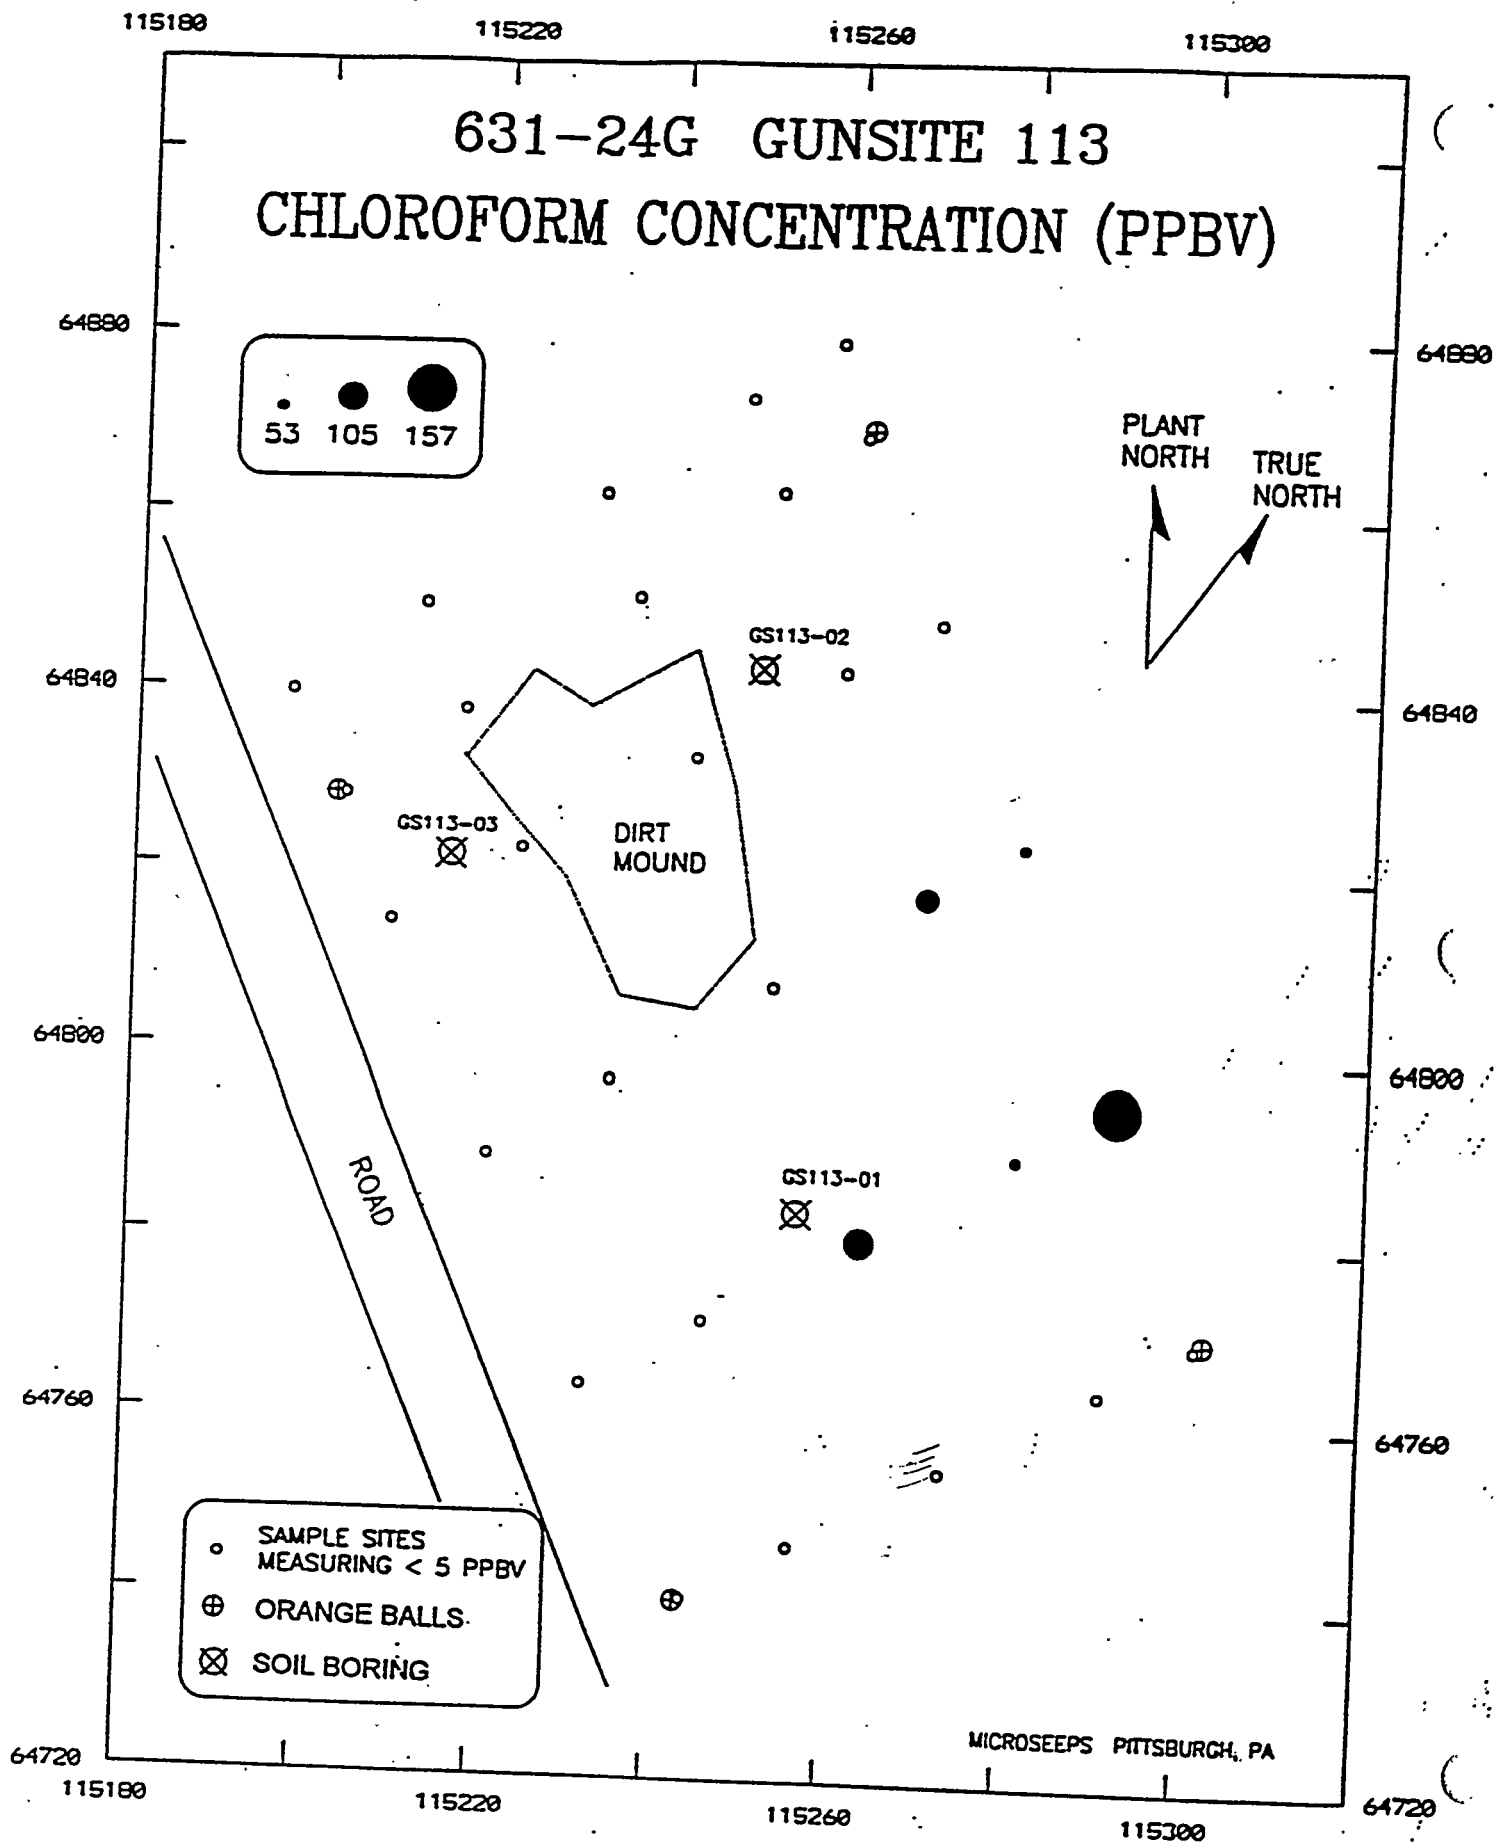 115180 115220 115260 115300
631-24G GUNSITE 113
CHLOROFORM CONCENTRATION (PPBV)
64880 64880
53 105 157
PLANT
NORTH
TRUE
NORTH
GS113-02
64840 64840
GS113-03
DIRT
MOUND
64800 64800
GS113-01
ROAD
64760 64760
SAMPLE SITES
MEASURING < 5 PPBV
ORANGE BALLS
SOIL BORING
MICROSEEPS PITTSBURGH, PA
64720 64720
115180 115220 115260 115300